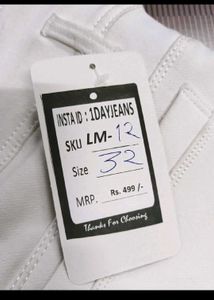 INSTA ID : 1DAYJEANS
SKU LM-12
Size 32
MRP. Rs. 499 /-
Thanks For Choosing